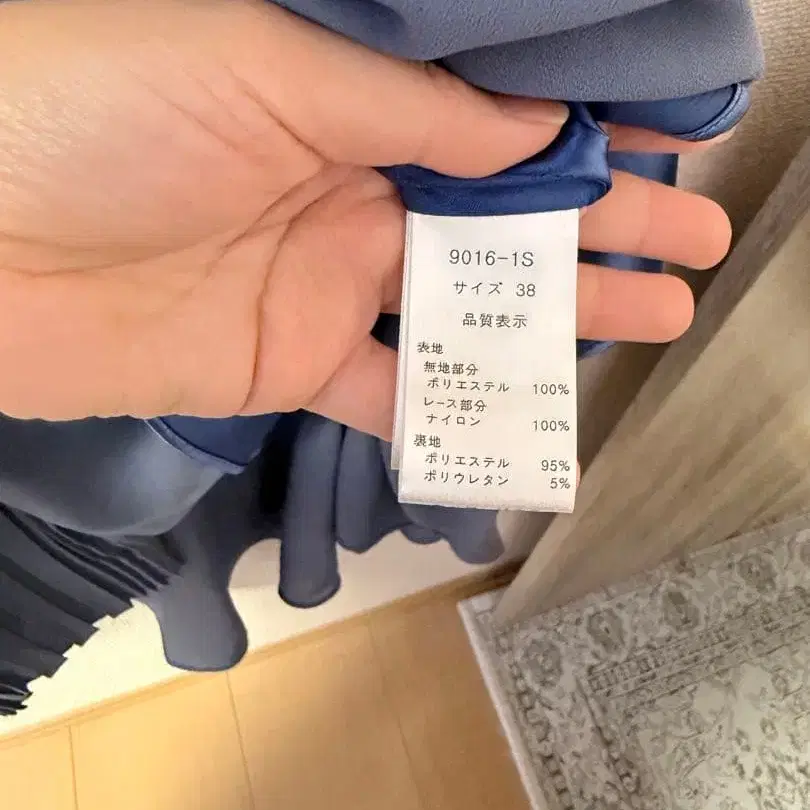 9016-1S
サイズ 38
品質表示
表地
無地部分
ポリエステル 100%
レース部分
ナイロン 100%
裏地
ポリエステル 95%
ポリウレタン 5%